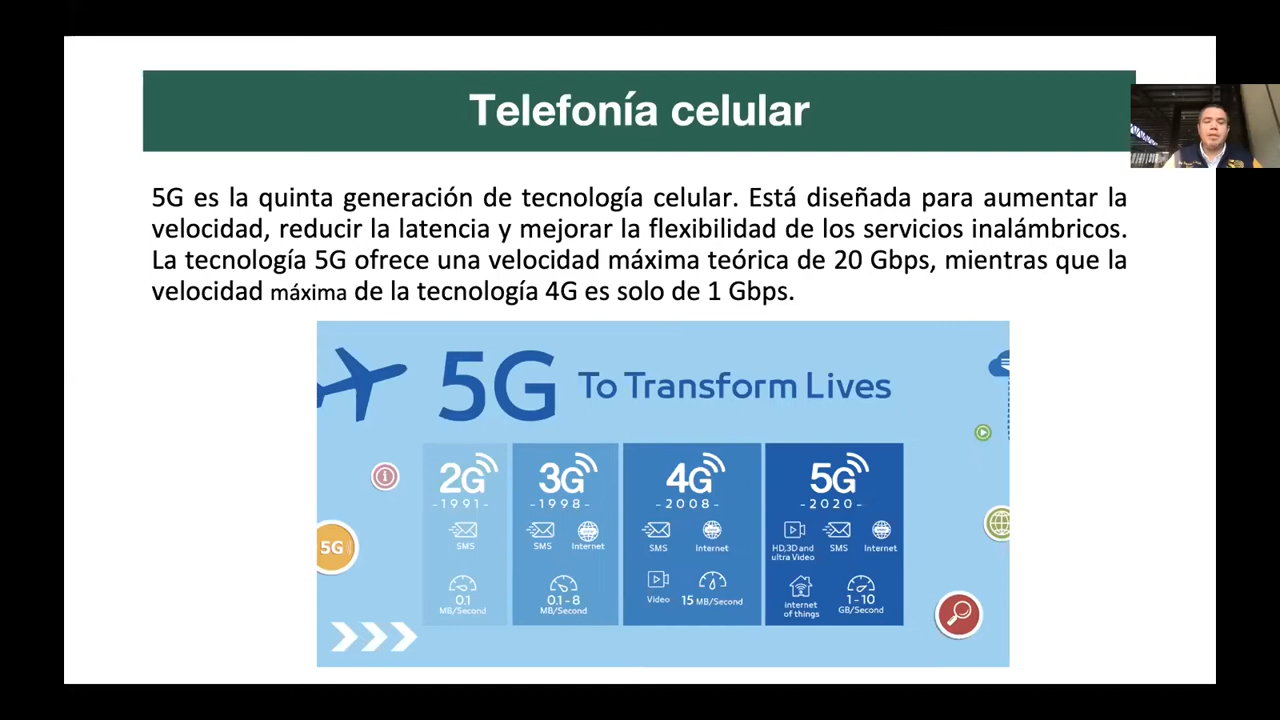 Telefonía celular
5G es la quinta generación de tecnología celular. Está diseñada para aumentar la
velocidad, reducir la latencia y mejorar la flexibilidad de los servicios inalámbricos.
La tecnología 5G ofrece una velocidad máxima teórica de 20 Gbps, mientras que la
velocidad máxima de la tecnología 4G es solo de 1 Gbps.
5G To Transform Lives
2G
-1991-
SMS
0.1
MB/Second
3G
-1998-
SMS Internet
0.1-8
MB/Second
4G
-2008-
SMS Internet
Video 15 MB/Second
5G
-2020-
HD,3D and
ultra Video
SMS Internet
internet
of things
1-10
GB/Second
5G